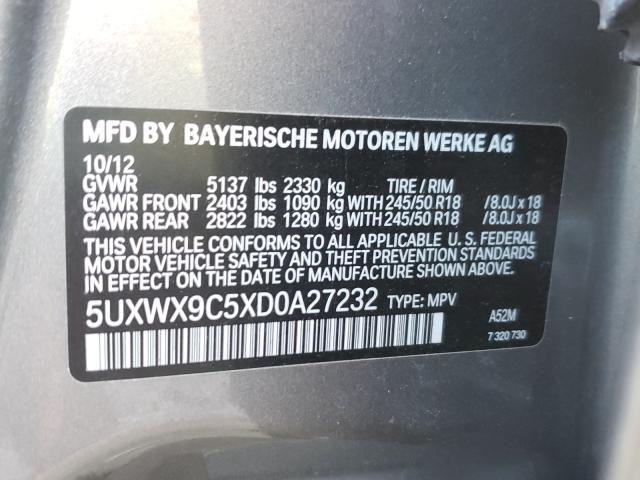 MFD BY BAYERISCHE MOTOREN WERKE AG
10/12
GVWR 5137 lbs 2330 kg TIRE / RIM
GAWR FRONT 2403 lbs 1090 kg WITH 245/50 R18 /8.0J x 18
GAWR REAR 2822 lbs 1280 kg WITH 245/50 R18 /8.0J x 18
THIS VEHICLE CONFORMS TO ALL APPLICABLE U. S. FEDERAL
MOTOR VEHICLE SAFETY AND THEFT PREVENTION STANDARDS
IN EFFECT ON THE DATE OF MANUFACTURE SHOWN ABOVE.
5UXWX9C5XD0A27232 TYPE: MPV
A52M
7 320 730